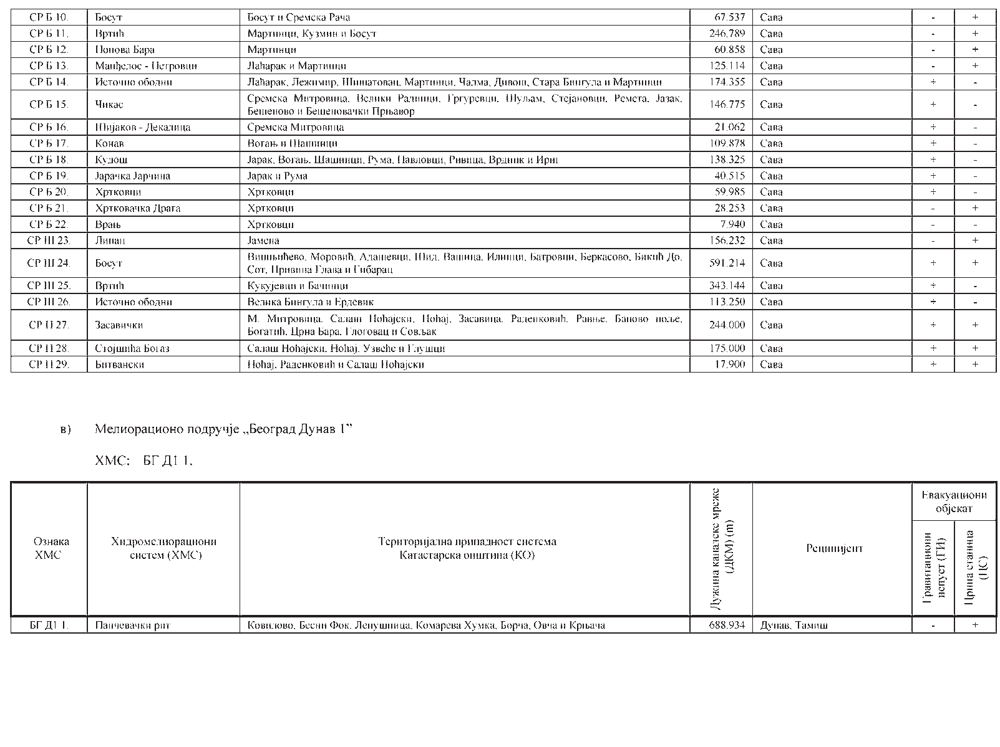 СР Б 10. Босут Босут и Сремска Рача 67.537 Сава - +
СР Б 11. Вртић Мартинци, Кузмин и Босут 246.789 Сава - +
СР Б 12. Попова Бара Мартинци 60.858 Сава - +
СР Б 13. Манђелос - Петровци Лаћарак и Мартинци 125.114 Сава - +
СР Б 14. Источно ободни Лаћарак, Лежимир, Шишатовац, Мартинци, Чалма, Дивош, Стара Бингула и Мартинци 174.355 Сава + -
СР Б 15. Чикас Сремска Митровица, Велики Радинци, Гргуревци, Шуљам, Стејановци, Ремета, Јазак,
Бешеново и Бешеновачки Прњавор 146.775 Сава + -
СР Б 16. Шијаков - Декалица Сремска Митровица 21.062 Сава + -
СР Б 17. Конав Вогањ и Шашинци 109.878 Сава + -
СР Б 18. Кудош Јарак, Вогањ, Шашинци, Рума, Павловци, Ривица, Врдник и Ириг 138.325 Сава + -
СР Б 19. Јарачка Јарчина Јарак и Рума 40.515 Сава + -
СР Б 20. Хртковци Хртковци 59.985 Сава + -
СР Б 21. Хртковачка Драга Хртковци 28.253 Сава - +
СР Б 22. Врањ Хртковци 7.940 Сава - -
СР Ш 23. Липац Јамена 156.232 Сава - +
СР Ш 24. Босут Вишњићево, Моровић, Адашевци, Шид, Вашица, Илинци, Батровци, Беркасово, Бикић До,
Сот, Привина Глава и Гибарац 591.214 Сава + +
СР Ш 25. Вртић Кукујевци и Бачинци 343.144 Сава + -
СР Ш 26. Источно ободни Велика Бингула и Ердевик 113.250 Сава + -
СР Н 27. Засавички М. Митровица, Салаш Ноћајски, Ноћај, Засавица, Раденковић, Равње, Баново поље,
Богатић, Црна Бара, Глоговац и Совљак 244.000 Сава + +
СР Н 28. Стојшића Богаз Салаш Ноћајски, Ноћај, Узвеће и Глушци 175.000 Сава + +
СР Н 29. Битвански Ноћај, Раденковић и Салаш Ноћајски 17.900 Сава + +
в) Мелиорационо подручје „Београд Дунав 1”
ХМС: БГ Д1 1.
Ознака
ХМС
Хидромелиорациони
систем (ХМС)
Територијална припадност система
Катастарска општина (КО)
Дужина каналске мреже
(ДКМ) (m)
Реципијент
Евакуациони
објекат
Гравитациони
испуст (ГИ)
Црпна станица
(ЦС)
БГ Д1 1. Панчевачки рит Ковилово, Бесни Фок, Лепушница, Комарева Хумка, Борча, Овча и Крњача 688.934 Дунав, Тамиш - +